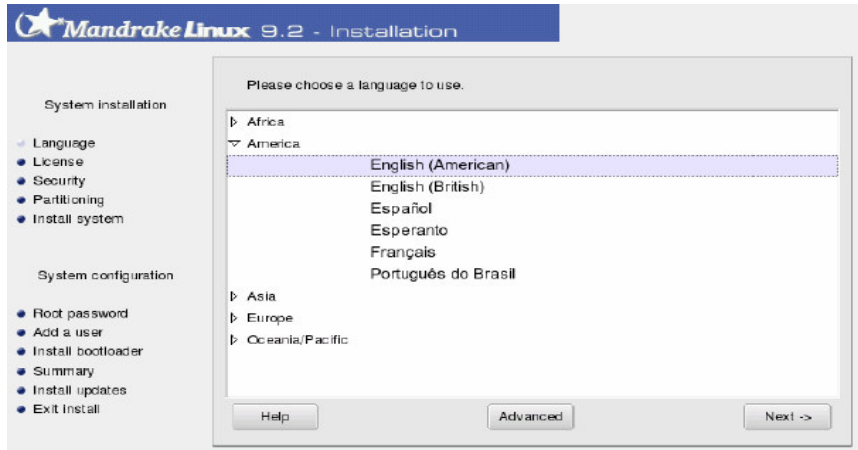 Mandrake Linux 9.2 - Installation
System installation
Language
License
Security
Partitioning
Install system
System configuration
Root password
Add a user
Install bootloader
Summary
Install updates
Exit install
Please choose a language to use.
Africa
America
English (American)
English (British)
Español
Esperanto
Français
Português do Brasil
Asia
Europe
Oceania/Pacific
Help
Advanced
Next ->